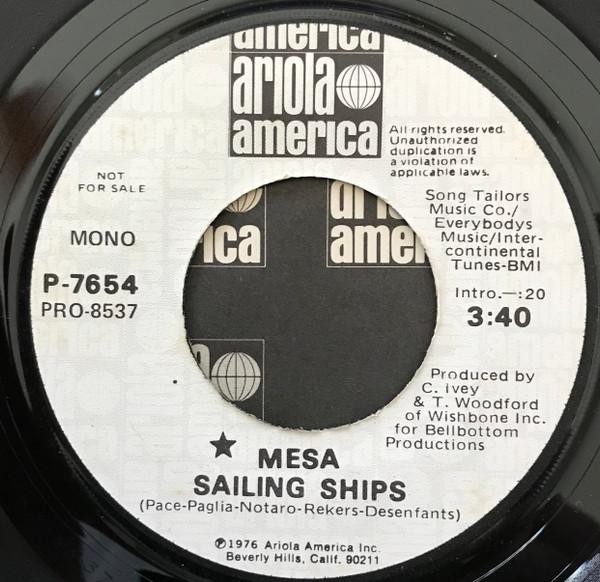 america
ariola
america
All rights reserved.
Unauthorized
duplication is
a violation of
applicable laws.
NOT
FOR SALE
MONO
P-7654
PRO-8537
Song Tailors
Music Co./
Everybodys
Music/Inter-
continental
Tunes-BMI
Intro.—:20
3:40
Produced by
C. Ivey
& T. Woodford
of Wishbone Inc.
for Bellbottom
Productions
★ MESA
SAILING SHIPS
(Pace-Paglia-Notaro-Rekers-Desenfants)
℗1976 Ariola America Inc.
Beverly Hills, Calif. 90211